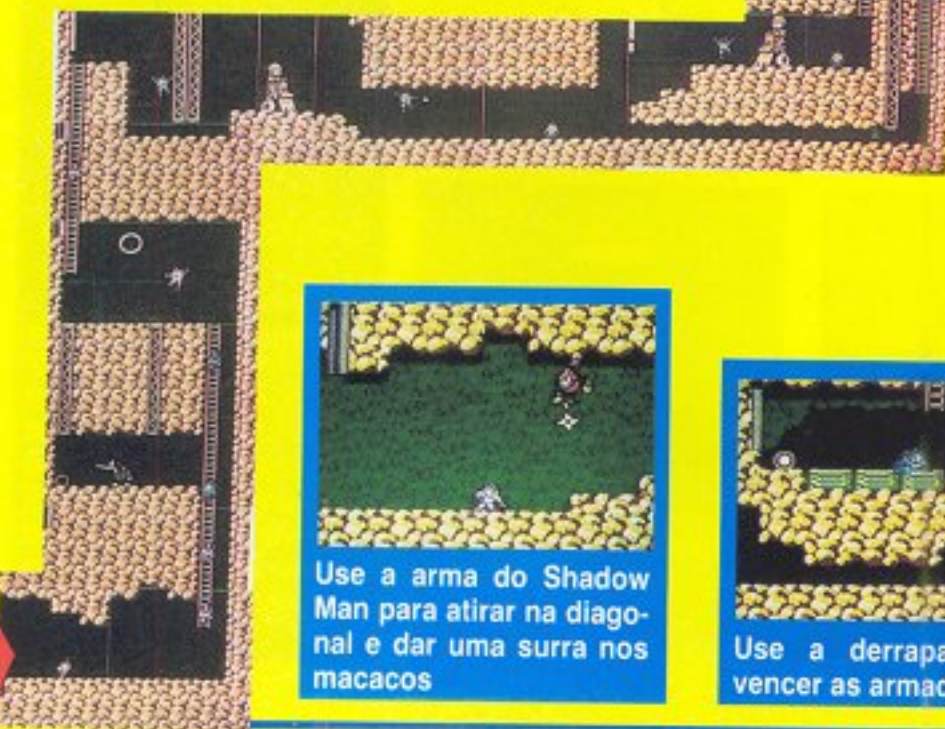 Use a arma do Shadow
Man para atirar na diago-
nal e dar uma surra nos
macacos
Use a
vencer as